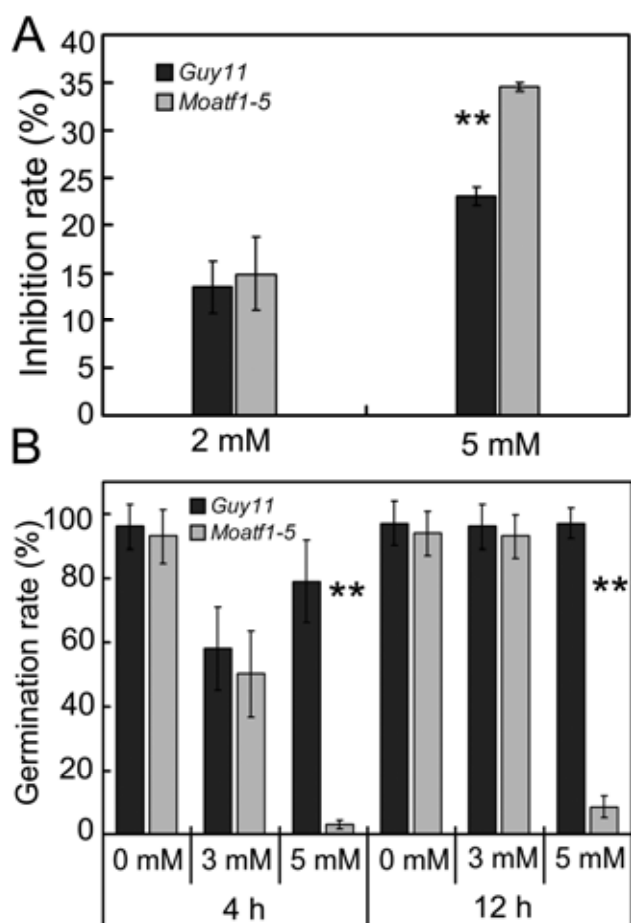 A
40
35
30
25
20
15
10
5
0
Inhibition rate (%)
Guy11
Moatf1-5
**
2 mM 5 mM
B
100
80
60
40
20
0
Germination rate (%)
Guy11
Moatf1-5
** **
0 mM 3 mM 5 mM 0 mM 3 mM 5 mM
4 h 12 h